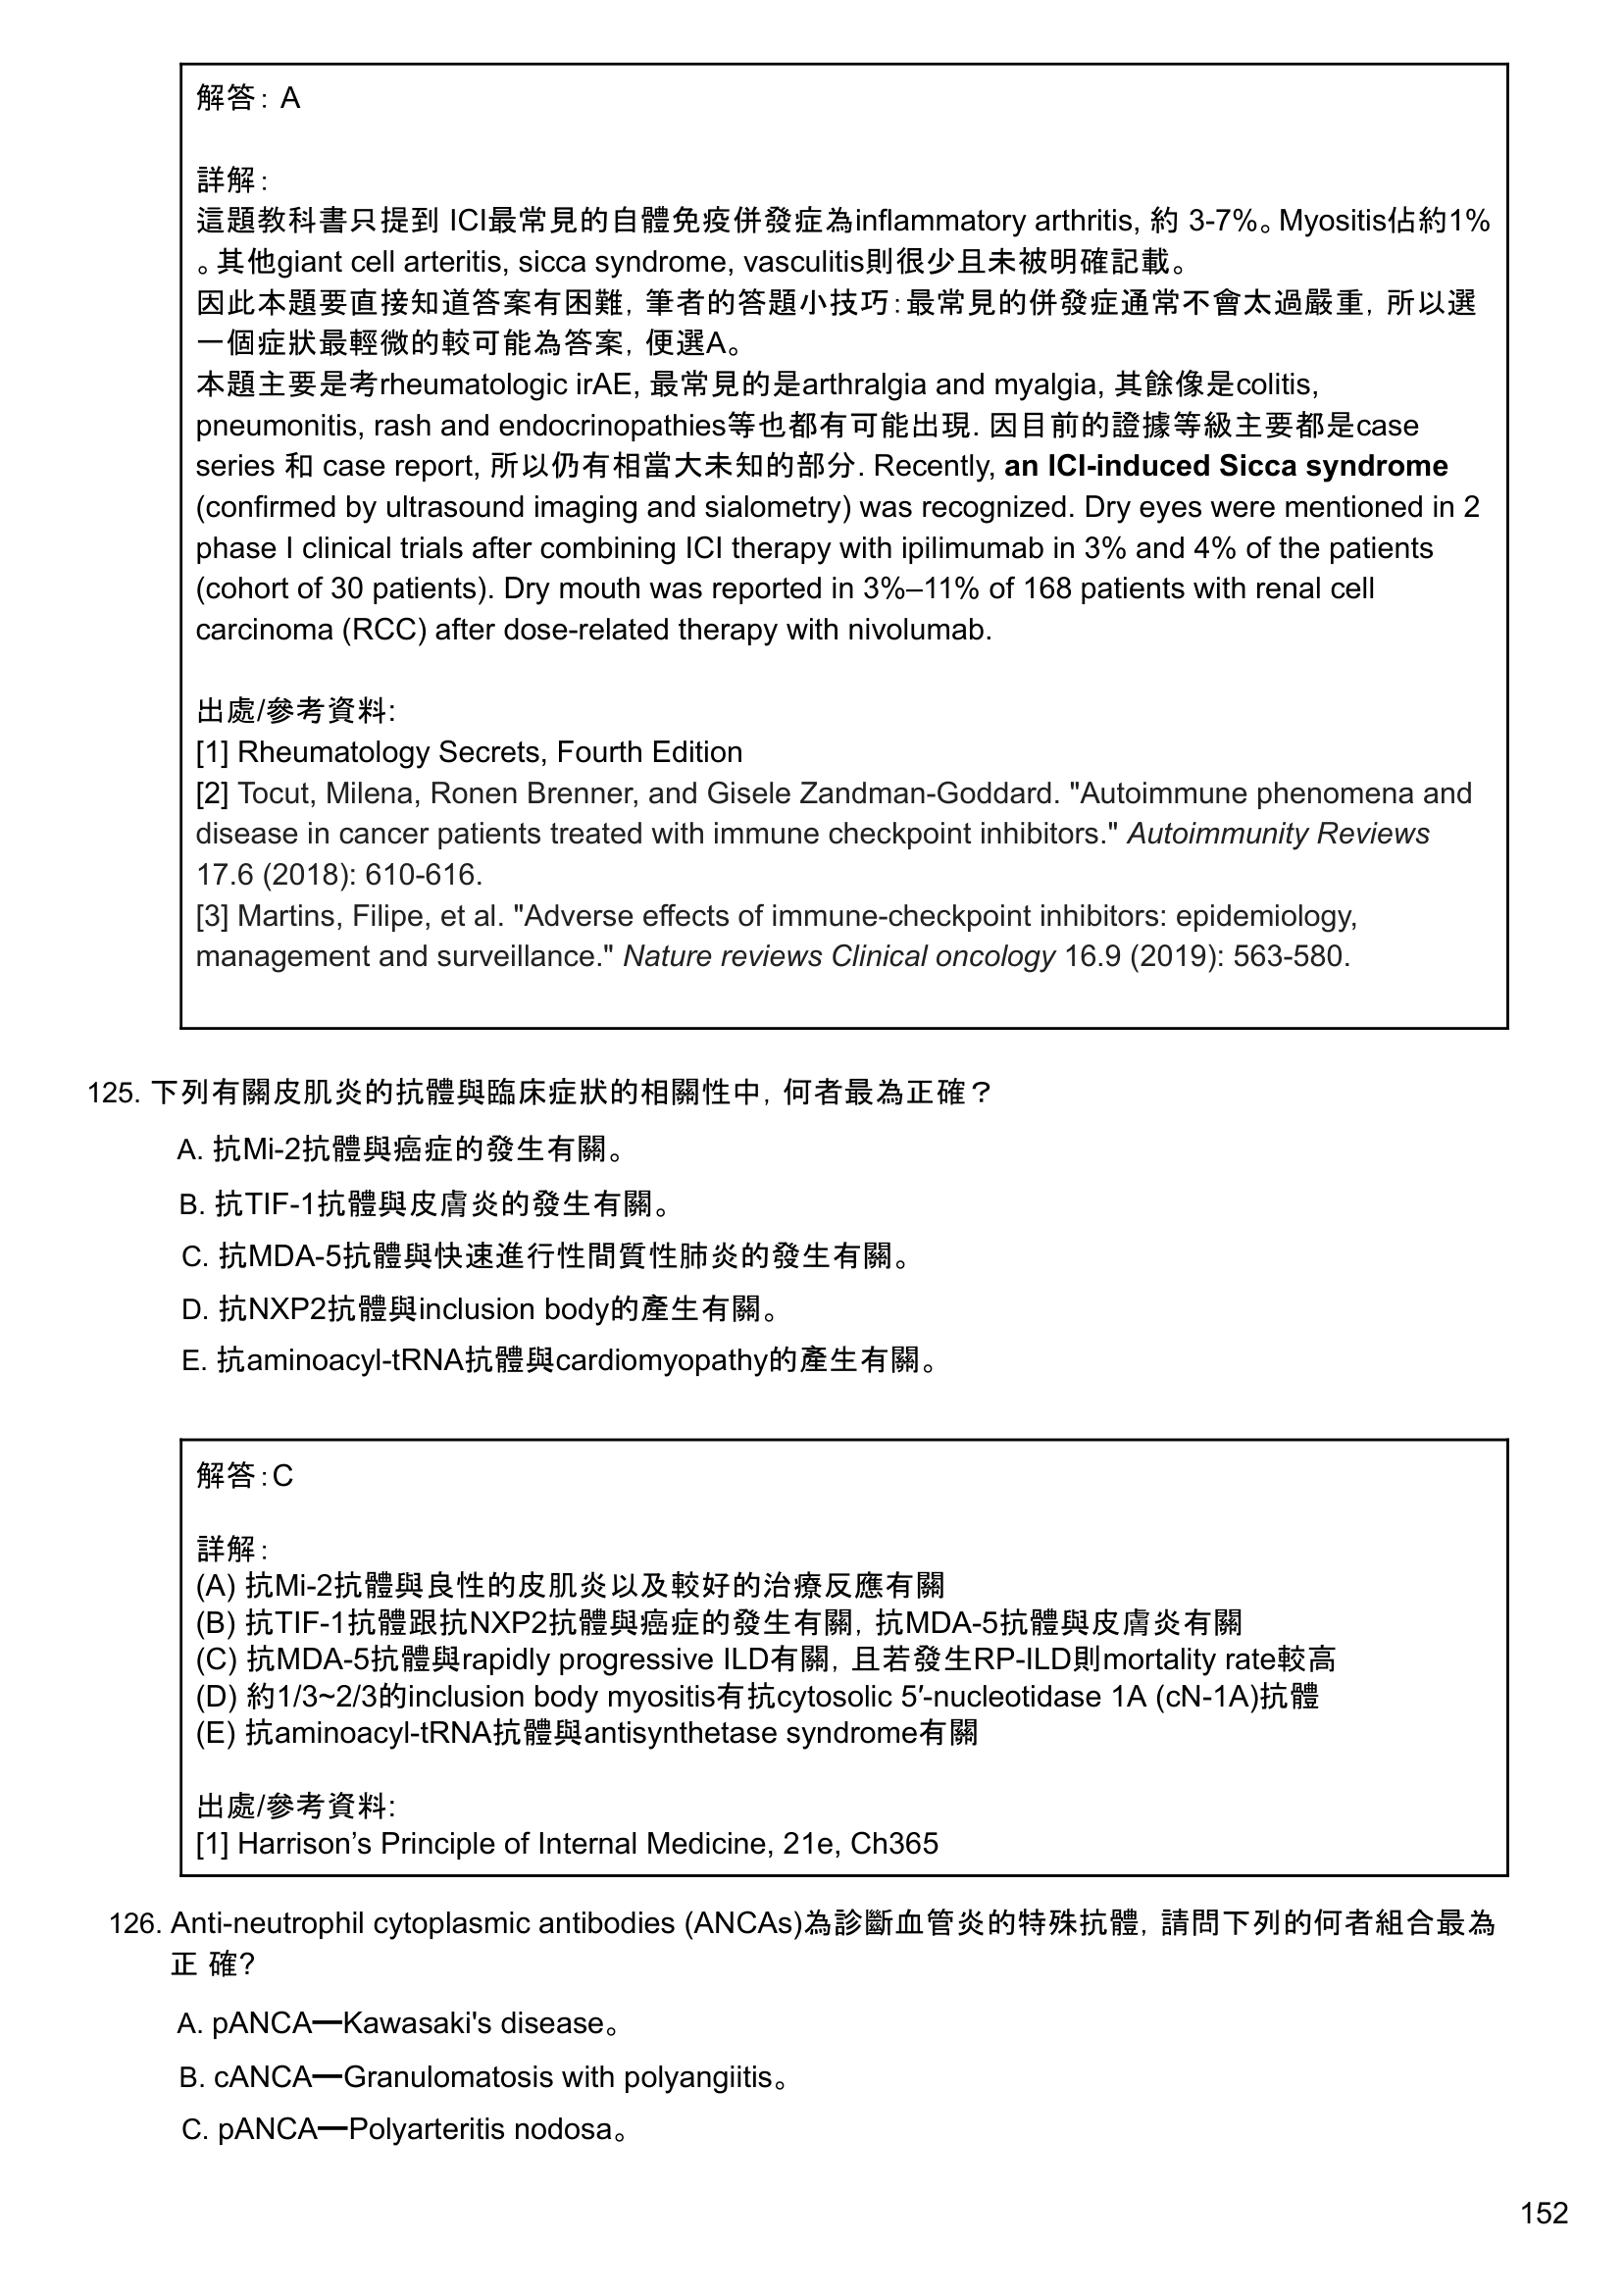 解答：A
詳解：
這題教科書只提到 ICI最常見的自體免疫併發症為inflammatory arthritis, 約 3-7%。Myositis佔約1%
。其他giant cell arteritis, sicca syndrome, vasculitis則很少且未被明確記載。
因此本題要直接知道答案有困難，筆者的答題小技巧：最常見的併發症通常不會太過嚴重，所以選
一個症狀最輕微的較可能為答案，便選A。
本題主要是考rheumatologic irAE, 最常見的是arthralgia and myalgia, 其餘像是colitis,
pneumonitis, rash and endocrinopathies等也都有可能出現. 因目前的證據等級主要都是case
series 和 case report, 所以仍有相當大未知的部分. Recently, an ICI-induced Sicca syndrome
(confirmed by ultrasound imaging and sialometry) was recognized. Dry eyes were mentioned in 2
phase I clinical trials after combining ICI therapy with ipilimumab in 3% and 4% of the patients
(cohort of 30 patients). Dry mouth was reported in 3%–11% of 168 patients with renal cell
carcinoma (RCC) after dose-related therapy with nivolumab.
出處/參考資料:
[1] Rheumatology Secrets, Fourth Edition
[2] Tocut, Milena, Ronen Brenner, and Gisele Zandman-Goddard. "Autoimmune phenomena and
disease in cancer patients treated with immune checkpoint inhibitors." Autoimmunity Reviews
17.6 (2018): 610-616.
[3] Martins, Filipe, et al. "Adverse effects of immune-checkpoint inhibitors: epidemiology,
management and surveillance." Nature reviews Clinical oncology 16.9 (2019): 563-580.
125. 下列有關皮肌炎的抗體與臨床症狀的相關性中，何者最為正確？
A. 抗Mi-2抗體與癌症的發生有關。
B. 抗TIF-1抗體與皮膚炎的發生有關。
C. 抗MDA-5抗體與快速進行性間質性肺炎的發生有關。
D. 抗NXP2抗體與inclusion body的產生有關。
E. 抗aminoacyl-tRNA抗體與cardiomyopathy的產生有關。
解答：C
詳解：
(A) 抗Mi-2抗體與良性的皮肌炎以及較好的治療反應有關
(B) 抗TIF-1抗體跟抗NXP2抗體與癌症的發生有關，抗MDA-5抗體與皮膚炎有關
(C) 抗MDA-5抗體與rapidly progressive ILD有關，且若發生RP-ILD則mortality rate較高
(D) 約1/3~2/3的inclusion body myositis有抗cytosolic 5′-nucleotidase 1A (cN-1A)抗體
(E) 抗aminoacyl-tRNA抗體與antisynthetase syndrome有關
出處/參考資料:
[1] Harrison’s Principle of Internal Medicine, 21e, Ch365
126. Anti-neutrophil cytoplasmic antibodies (ANCAs)為診斷血管炎的特殊抗體，請問下列的何者組合最為
正 確?
A. pANCA━Kawasaki's disease。
B. cANCA━Granulomatosis with polyangiitis。
C. pANCA━Polyarteritis nodosa。
152